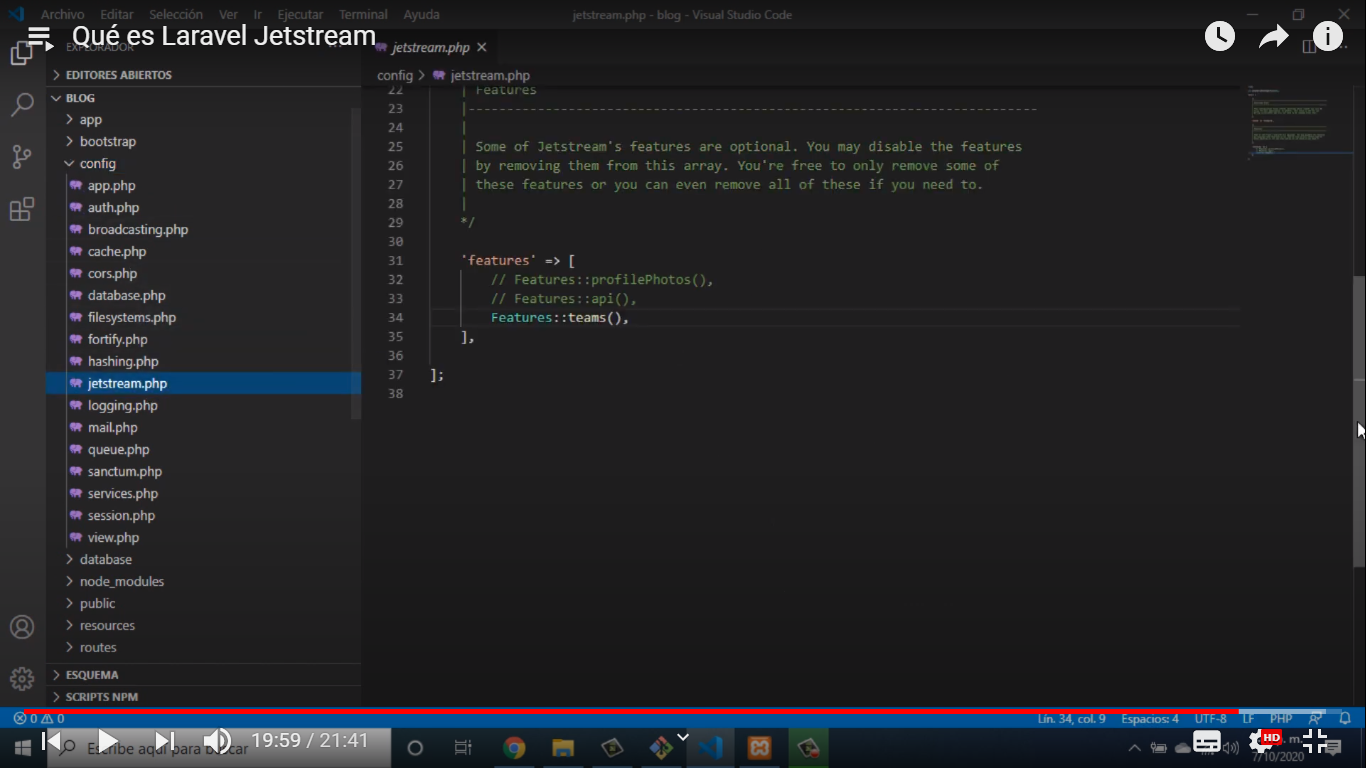 Archivo Editar Selección Ver Ir Ejecutar Terminal Ayuda
jetstream.php - blog - Visual Studio Code
Qué es Laravel Jetstream
EXPLORADOR
jetstream.php
EDITORES ABIERTOS
config > jetstream.php
BLOG
app
bootstrap
config
app.php
auth.php
broadcasting.php
cache.php
cors.php
database.php
filesystems.php
fortify.php
hashing.php
jetstream.php
logging.php
mail.php
queue.php
sanctum.php
services.php
session.php
view.php
database
node_modules
public
resources
routes
ESQUEMA
SCRIPTS NPM
22 | Features
23 |--------------------------------------------------------------------------
24 |
25 | Some of Jetstream's features are optional. You may disable the features
26 | by removing them from this array. You're free to only remove some of
27 | these features or you can even remove all of these if you need to.
28 |
29 */
30
31 'features' => [
32 // Features::profilePhotos(),
33 // Features::api(),
34 Features::teams(),
35 ],
36
37 ];
38
0 0
Lín. 34, col. 9 Espacios: 4 UTF-8 LF PHP
Escribe aquí para buscar
19:59 / 21:41
HD
m.
7/10/2020